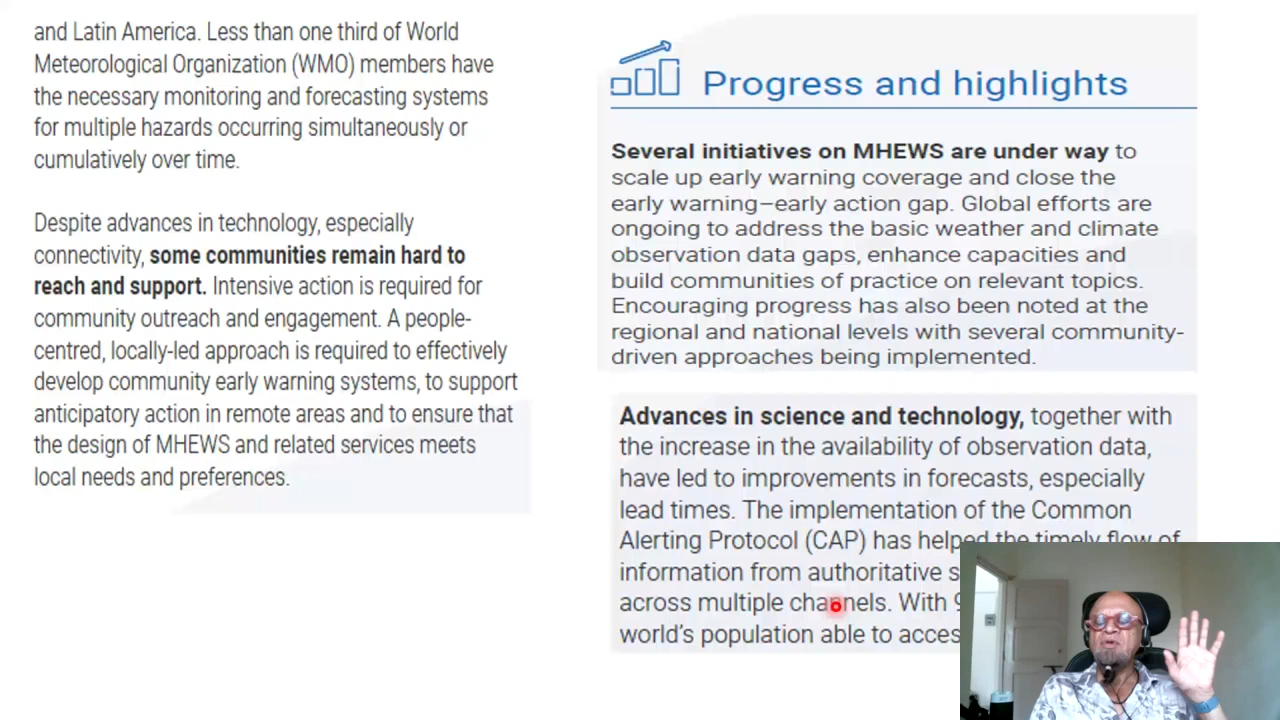 and Latin America. Less than one third of World
Meteorological Organization (WMO) members have
the necessary monitoring and forecasting systems
for multiple hazards occurring simultaneously or
cumulatively over time.
Despite advances in technology, especially
connectivity, some communities remain hard to
reach and support. Intensive action is required for
community outreach and engagement. A people-
centred, locally-led approach is required to effectively
develop community early warning systems, to support
anticipatory action in remote areas and to ensure that
the design of MHEWS and related services meets
local needs and preferences.
Progress and highlights
Several initiatives on MHEWS are under way to
scale up early warning coverage and close the
early warning–early action gap. Global efforts are
ongoing to address the basic weather and climate
observation data gaps, enhance capacities and
build communities of practice on relevant topics.
Encouraging progress has also been noted at the
regional and national levels with several community-
driven approaches being implemented.
Advances in science and technology, together with
the increase in the availability of observation data,
have led to improvements in forecasts, especially
lead times. The implementation of the Common
Alerting Protocol (CAP) has helped the timely flow of
information from authoritative
across multiple channels. With
world's population able to